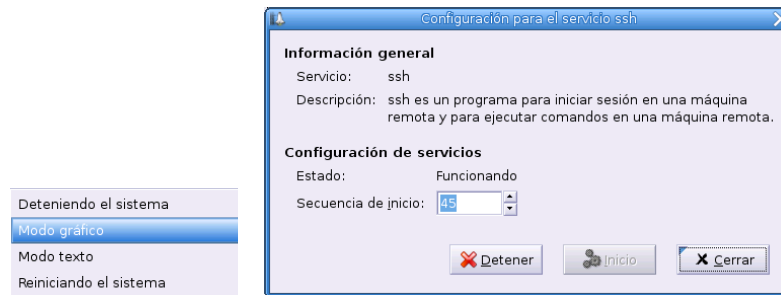 Deteniendo el sistema
Modo gráfico
Modo texto
Reiniciando el sistema
Configuración para el servicio ssh
Información general
Servicio: ssh
Descripción: ssh es un programa para iniciar sesión en una máquina
remota y para ejecutar comandos en una máquina remota.
Configuración de servicios
Estado: Funcionando
Secuencia de inicio: 45
Detener Inicio Cerrar